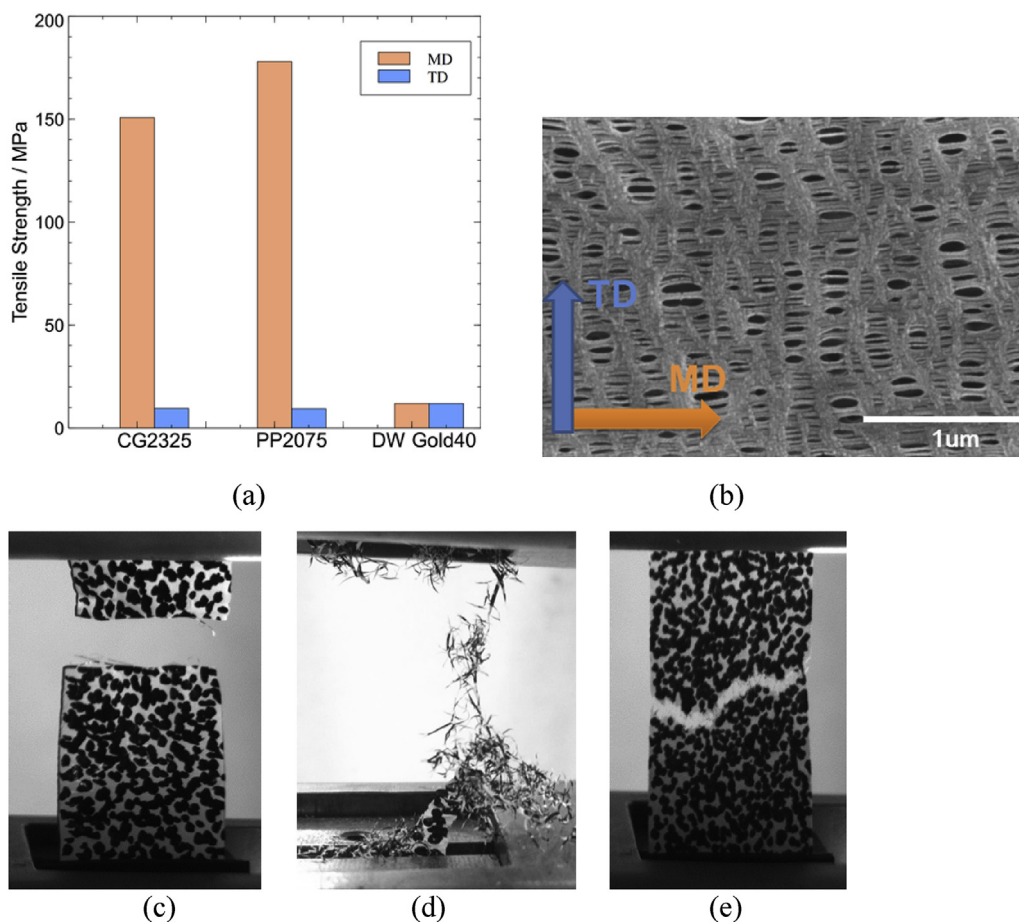 200
150
100
50
0
Tensile Strength / MPa
MD
TD
CG2325
PP2075
DW Gold40
(a)
TD
MD
1um
(b)
(c)
(d)
(e)